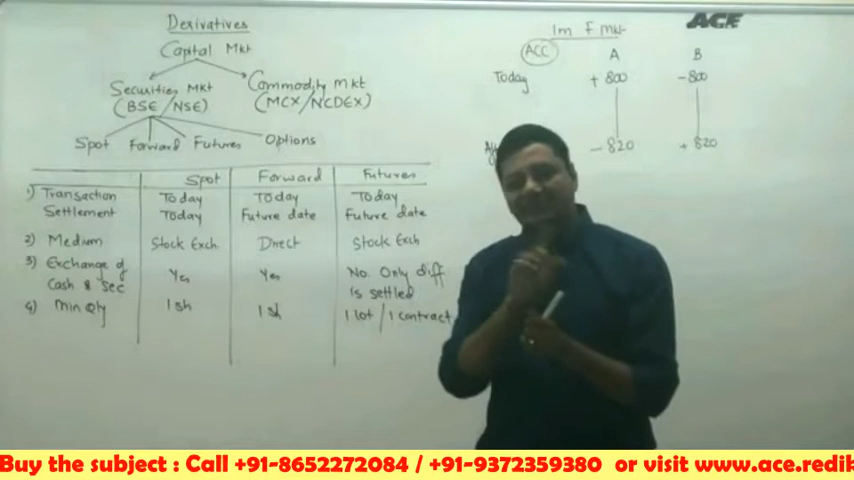 Derivatives
Capital Mkt
Securities Mkt
(BSE / NSE)
Commodity mkt
(MCX/NCDEX)
Spot Forward Futures Options
Spot Forward Futures
1) Transaction Today Today Today
Settlement Today Future date Future date
2) Medium Stock Exch Direct Stock Exch
3) Exchange of Yes Yes No. Only diff
Cash & Sec is settled
4) Min Qty 1 sh 1 sh 1 lot / 1 contract
ACE
Im F mkt
ACC A B
Today + 800 - 800
- 820 + 820
Buy the subject : Call +91-8652272084 / +91-9372359380 or visit www.ace.redik